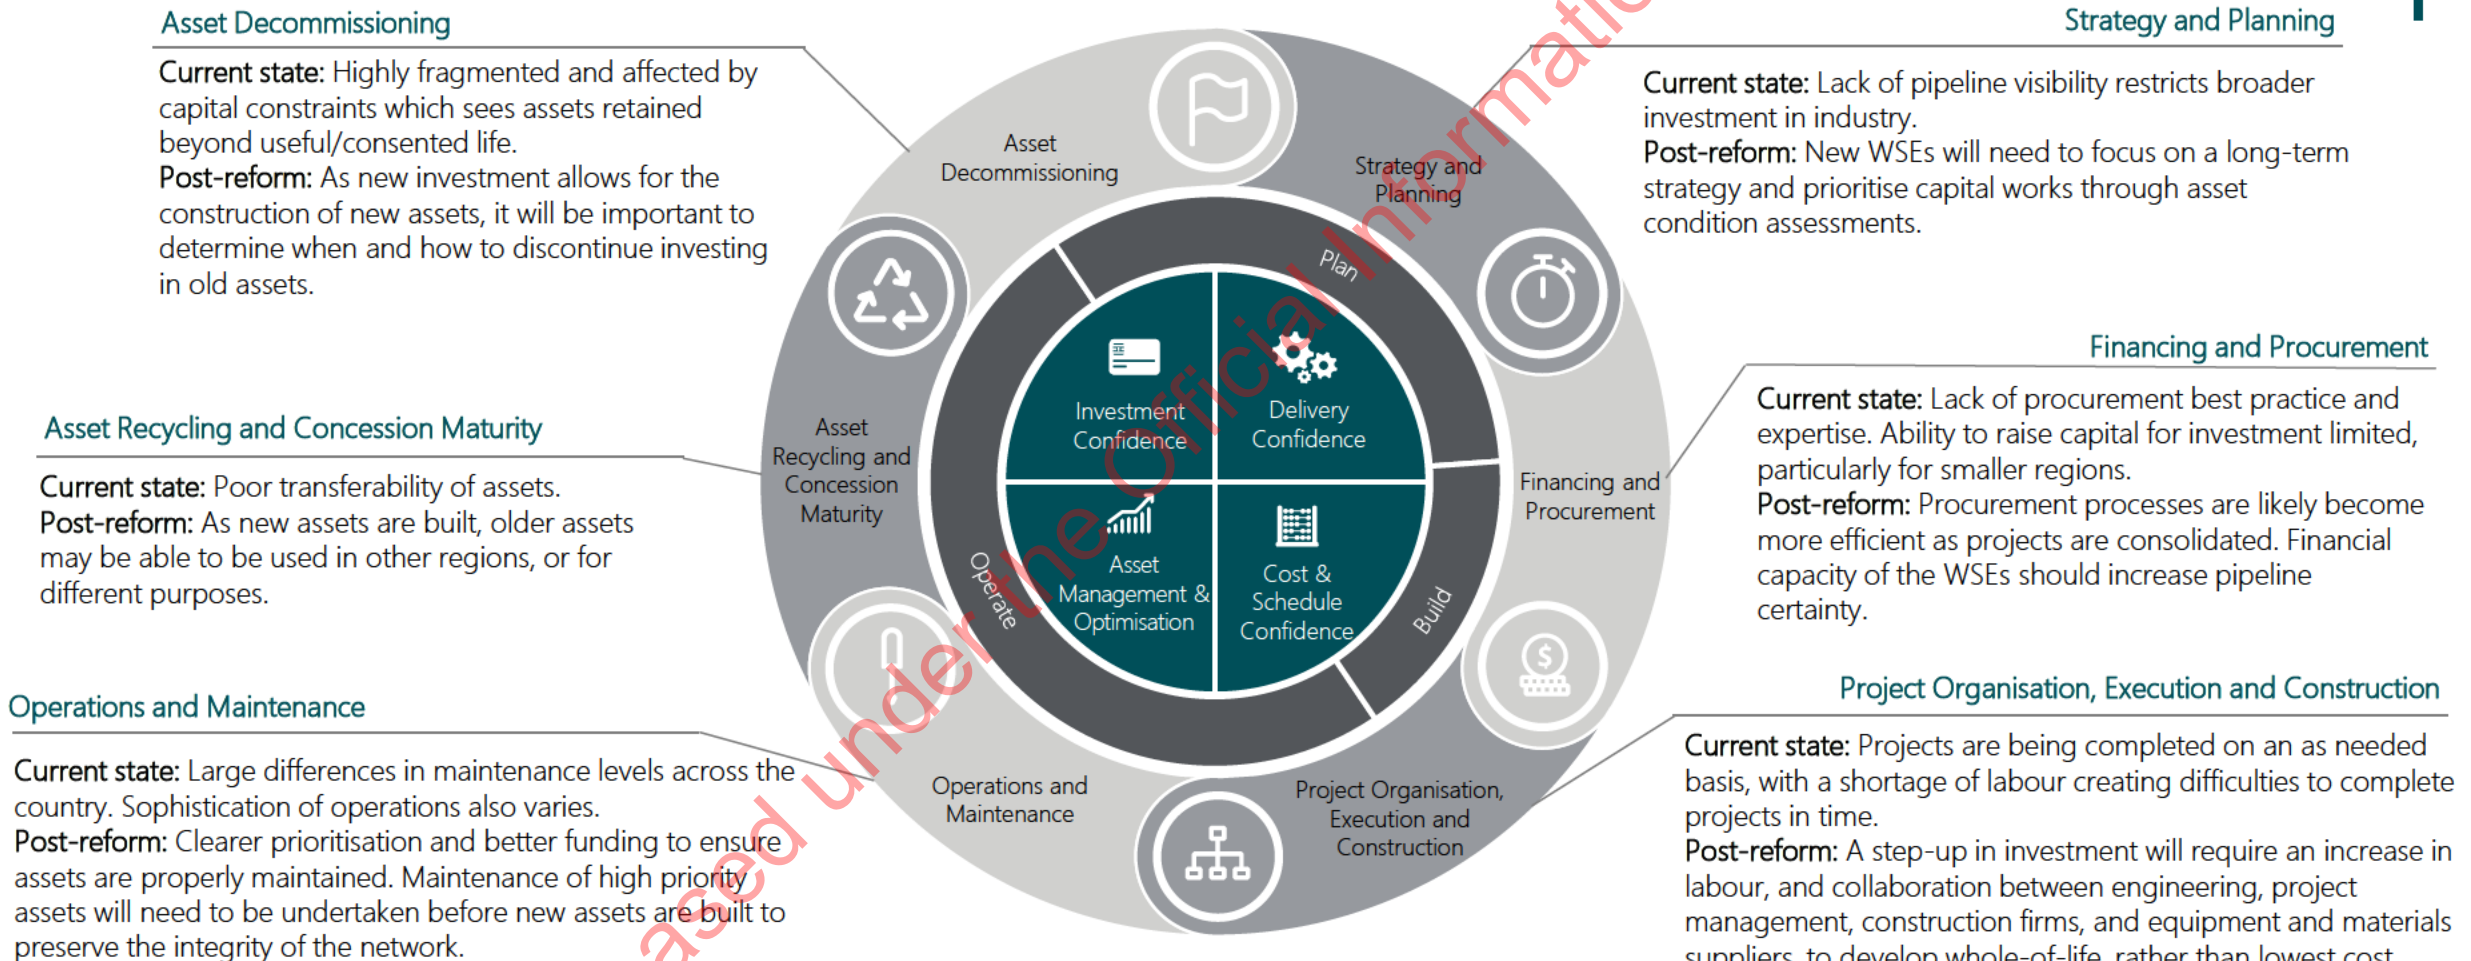 Asset Decommissioning
Current state: Highly fragmented and affected by
capital constraints which sees assets retained
beyond useful/consented life.
Post-reform: As new investment allows for the
construction of new assets, it will be important to
determine when and how to discontinue investing
in old assets.
Asset Recycling and Concession Maturity
Current state: Poor transferability of assets.
Post-reform: As new assets are built, older assets
may be able to be used in other regions, or for
different purposes.
Operations and Maintenance
Current state: Large differences in maintenance levels across the
country. Sophistication of operations also varies.
Post-reform: Clearer prioritisation and better funding to ensure
assets are properly maintained. Maintenance of high priority
assets will need to be undertaken before new assets are built to
preserve the integrity of the network.
Asset
Decommissioning
Strategy and
Planning
Asset
Recycling and
Concession
Maturity
Financing and
Procurement
Operations and
Maintenance
Project Organisation,
Execution and
Construction
Plan
Build
Operate
Investment
Confidence
Delivery
Confidence
Asset
Management &
Optimisation
Cost &
Schedule
Confidence
$
Strategy and Planning
Current state: Lack of pipeline visibility restricts broader
investment in industry.
Post-reform: New WSEs will need to focus on a long-term
strategy and prioritise capital works through asset
condition assessments.
Financing and Procurement
Current state: Lack of procurement best practice and
expertise. Ability to raise capital for investment limited,
particularly for smaller regions.
Post-reform: Procurement processes are likely become
more efficient as projects are consolidated. Financial
capacity of the WSEs should increase pipeline
certainty.
Project Organisation, Execution and Construction
Current state: Projects are being completed on an as needed
basis, with a shortage of labour creating difficulties to complete
projects in time.
Post-reform: A step-up in investment will require an increase in
labour, and collaboration between engineering, project
management, construction firms, and equipment and materials
suppliers, to develop whole-of-life, rather than lowest cost
ased under the Official Informatio